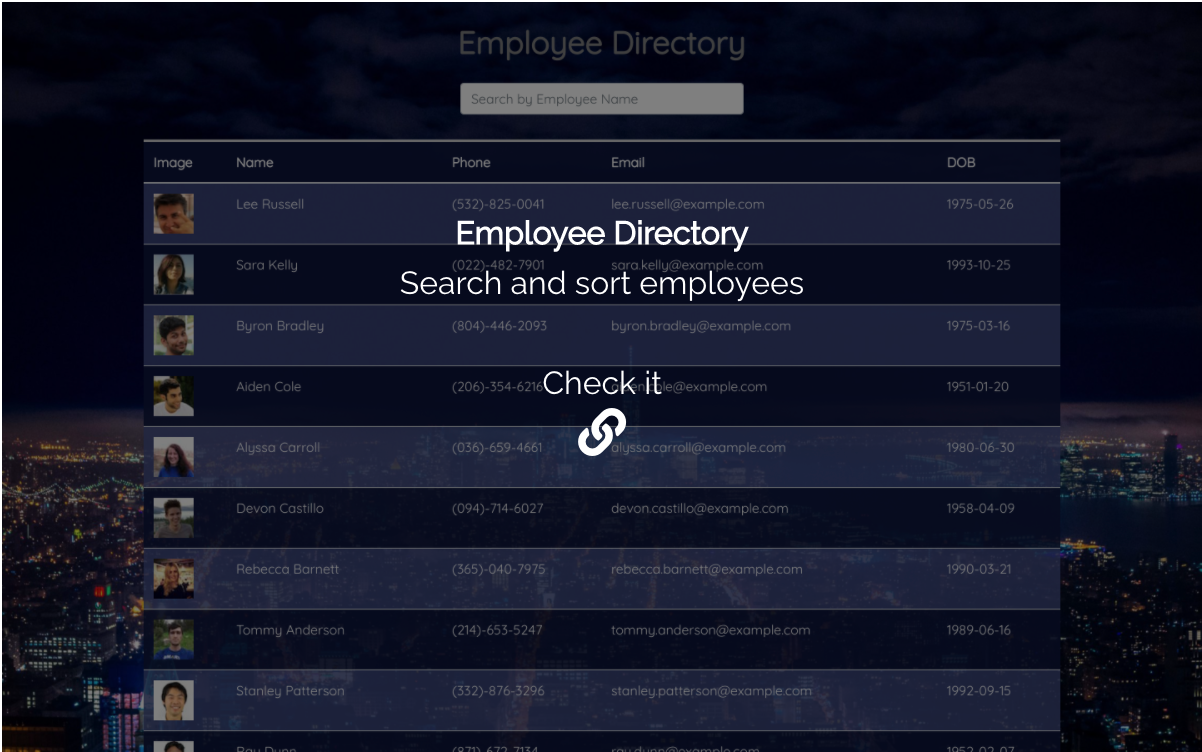 Employee Directory
Search by Employee Name
Image Name Phone Email DOB
Lee Russell (532)-825-0041 lee.russell@example.com 1975-05-26
Employee Directory
Sara Kelly (022)-482-7901 sara.kelly@example.com 1993-10-25
Search and sort employees
Byron Bradley (804)-446-2093 byron.bradley@example.com 1975-03-16
Check it
Aiden Cole (206)-354-6216 aiden.cole@example.com 1951-01-20
Alyssa Carroll (036)-659-4661 alyssa.carroll@example.com 1980-06-30
Devon Castillo (094)-714-6027 devon.castillo@example.com 1958-04-09
Rebecca Barnett (365)-040-7975 rebecca.barnett@example.com 1990-03-21
Tommy Anderson (214)-653-5247 tommy.anderson@example.com 1989-06-16
Stanley Patterson (332)-876-3296 stanley.patterson@example.com 1992-09-15
Ray Dunn (871)-672-7134 ray.dunn@example.com 1952-02-07